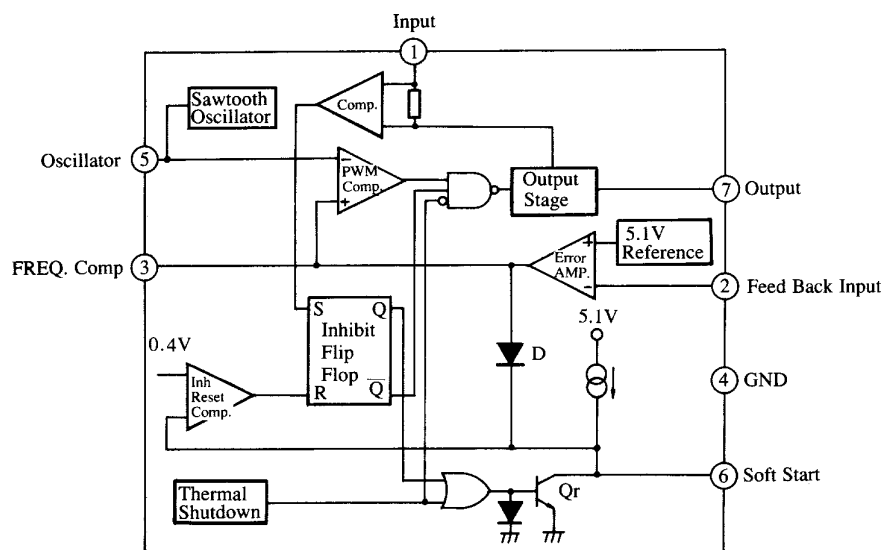 Input
1
Sawtooth
Oscillator
Comp.
Oscillator
5
-
PWM
Comp.
+
Output
Stage
7
Output
FREQ. Comp
3
Error
AMP.
+
-
5.1V
Reference
2
Feed Back Input
S
Q
Inhibit
Flip
Flop
R
Q̅
0.4V
Inh
Reset
Comp.
D
5.1V
4
GND
6
Soft Start
Thermal
Shutdown
Qr